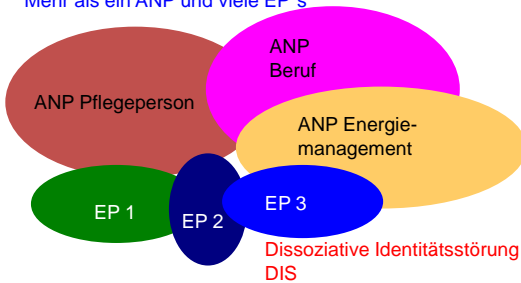 Mehr als ein ANP und viele EP´s
ANP
Beruf
ANP Pflegeperson
ANP Energie-
management
EP 1
EP 2
EP 3
Dissoziative Identitätsstörung
DIS